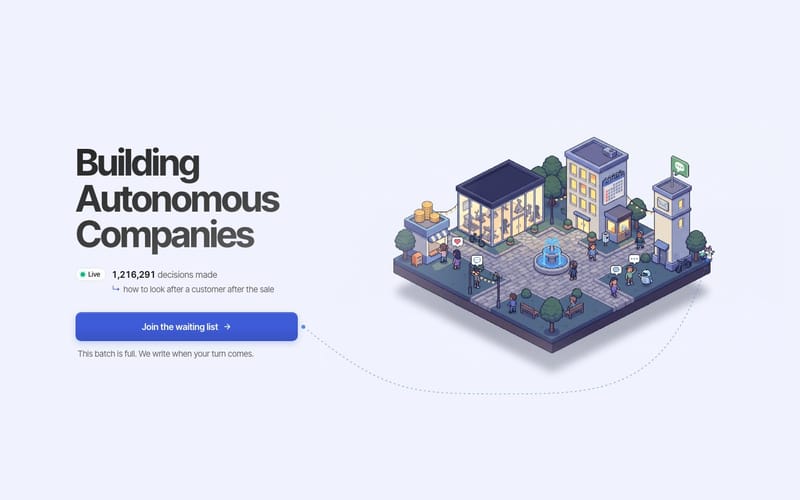 Building
Autonomous
Companies
Live 1,216,291 decisions made
how to look after a customer after the sale
Join the waiting list →
This batch is full. We write when your turn comes.